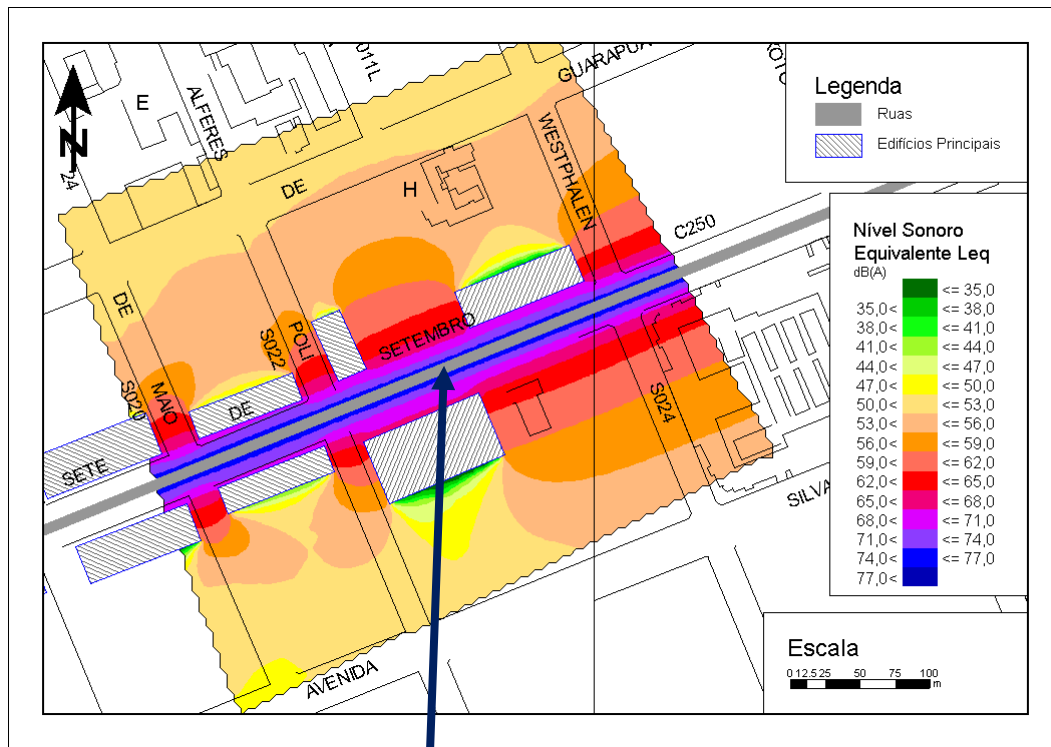 N
24
E
ALFERES
011L
GUARAPUA
DE
H
WESTPHALEN
C250
DE
S022
POLI
SETEMBRO
S020
MAIO
DE
SETE
S024
SILVA
AVENIDA
Legenda
Ruas
Edifícios Principais
Nível Sonoro
Equivalente Leq
dB(A)
<= 35,0
35,0< <= 38,0
38,0< <= 41,0
41,0< <= 44,0
44,0< <= 47,0
47,0< <= 50,0
50,0< <= 53,0
53,0< <= 56,0
56,0< <= 59,0
59,0< <= 62,0
62,0< <= 65,0
65,0< <= 68,0
68,0< <= 71,0
71,0< <= 74,0
74,0< <= 77,0
77,0<
Escala
0 12.5 25 50 75 100
m